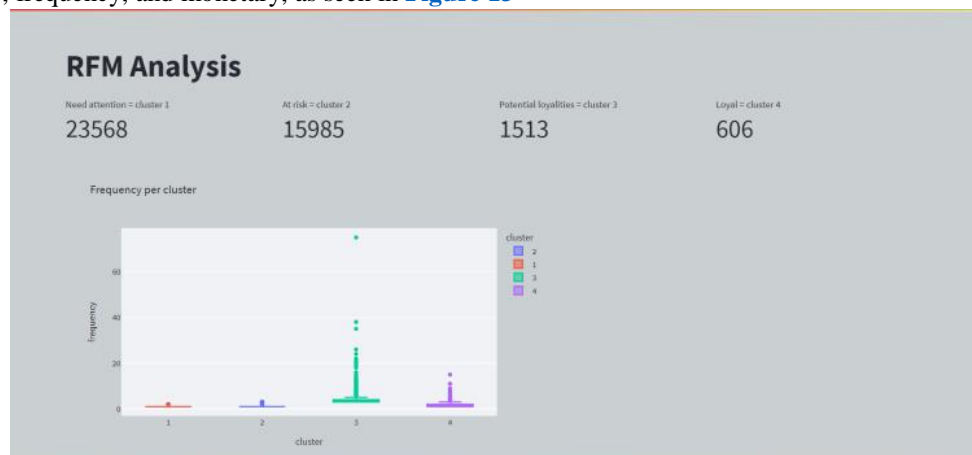 , frequency, and monetary, as seen in Figure 15
RFM Analysis
Need attention = cluster 1
23568
At risk = cluster 2
15985
Potential loyalities = cluster 3
1513
Loyal = cluster 4
606
Frequency per cluster
cluster
2
1
3
4
frequency
60
40
20
0
1 2 3 4
cluster